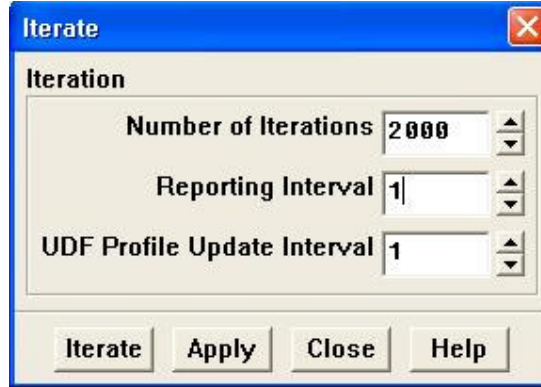 Iterate
Iteration
Number of Iterations 2000
Reporting Interval 1
UDF Profile Update Interval 1
Iterate Apply Close Help